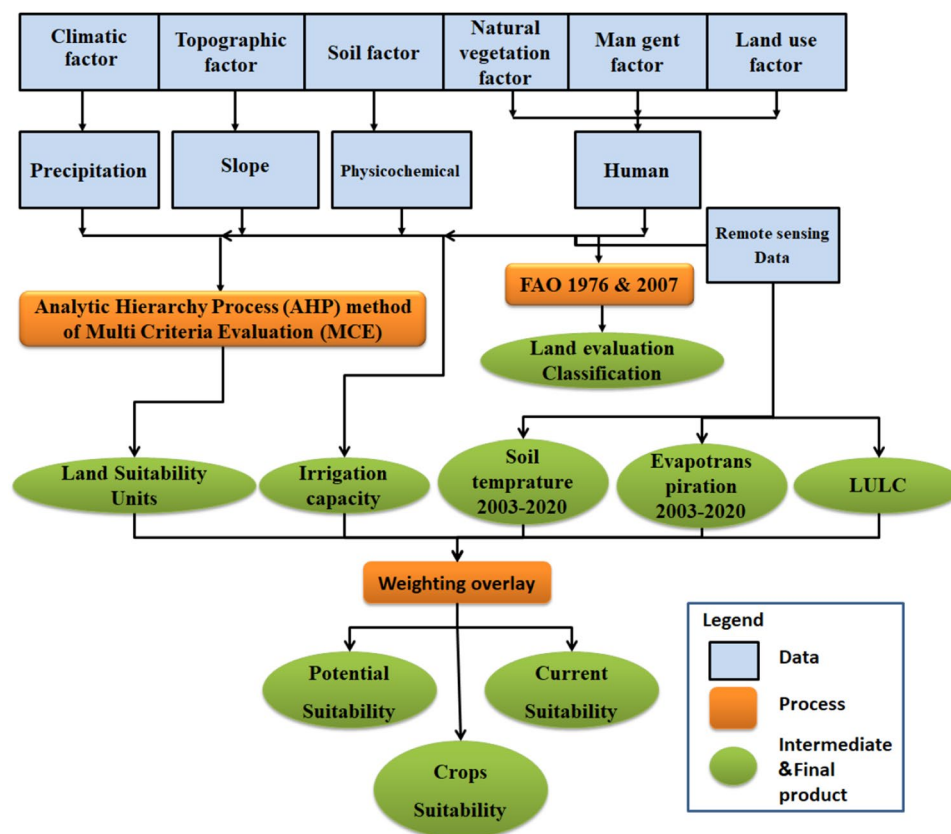 Climatic
factor
Topographic
factor
Soil factor
Natural
vegetation
factor
Man gent
factor
Land use
factor
Precipitation
Slope
Physicochemical
Human
Remote sensing
Data
Analytic Hierarchy Process (AHP) method
of Multi Criteria Evaluation (MCE)
FAO 1976 & 2007
Land evaluation
Classification
Land Suitability
Units
Irrigation
capacity
Soil
temprature
2003-2020
Evapotrans
piration
2003-2020
LULC
Weighting overlay
Potential
Suitability
Current
Suitability
Crops
Suitability
Legend
Data
Process
Intermediate
&Final
product